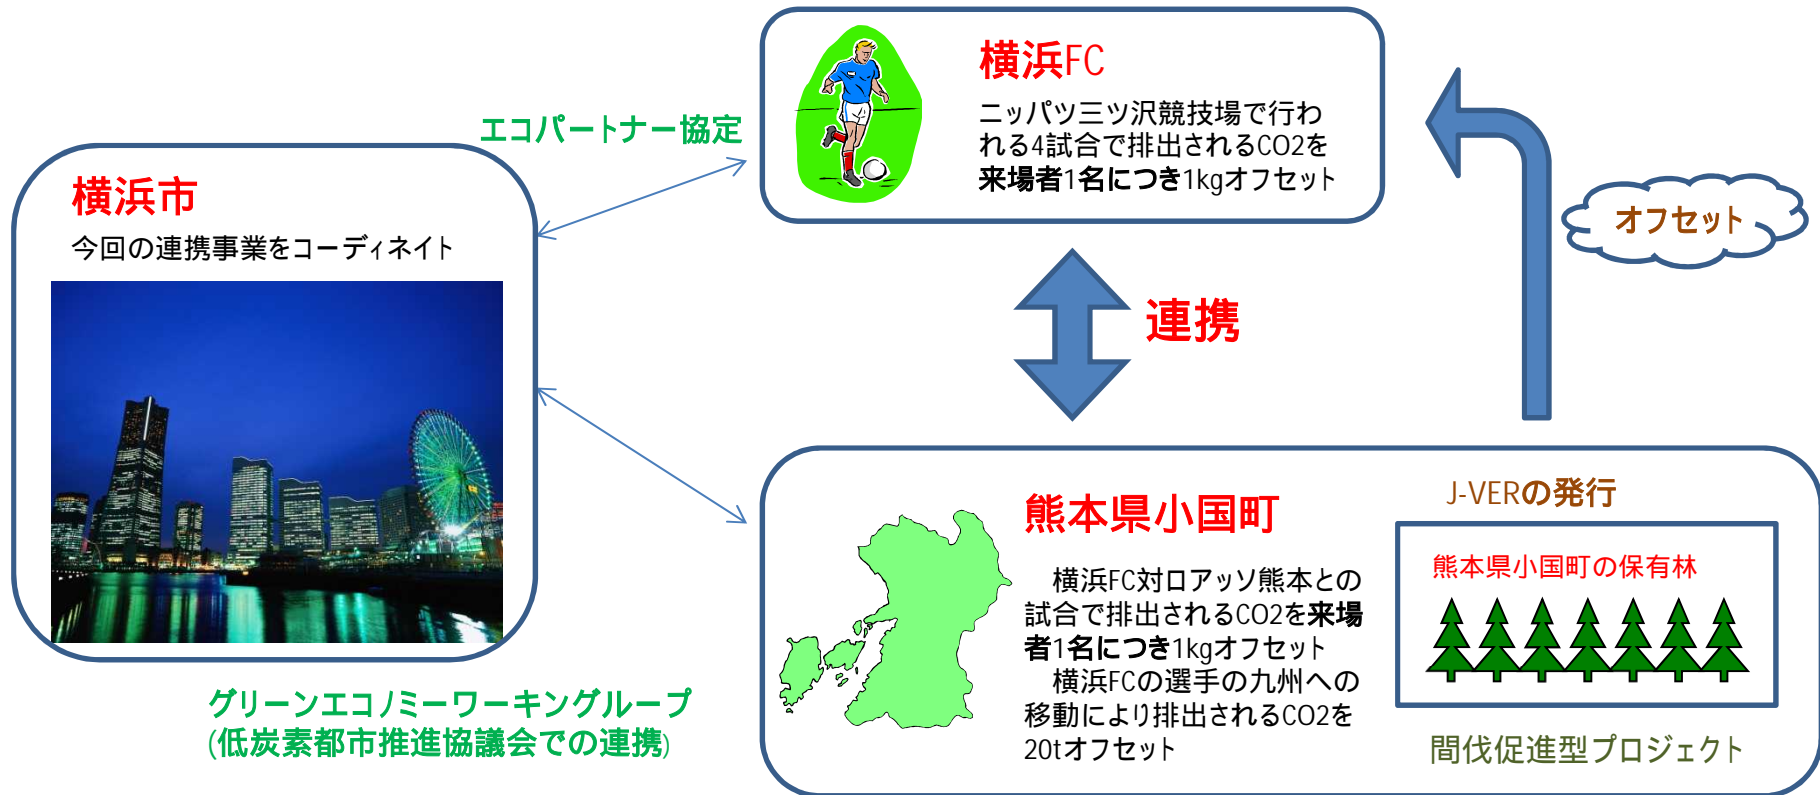 横浜FC
ニッパツ三ツ沢競技場で行わ
れる4試合で排出されるCO2を
来場者1名につき1kgオフセット
エコパートナー協定
横浜市
今回の連携事業をコーディネイト
オフセット
連携
熊本県小国町
横浜FC対ロアッソ熊本との
試合で排出されるCO2を来場
者1名につき1kgオフセット
横浜FCの選手の九州への
移動により排出されるCO2を
20tオフセット
J-VERの発行
熊本県小国町の保有林
間伐促進型プロジェクト
グリーンエコノミーワーキングループ
(低炭素都市推進協議会での連携)